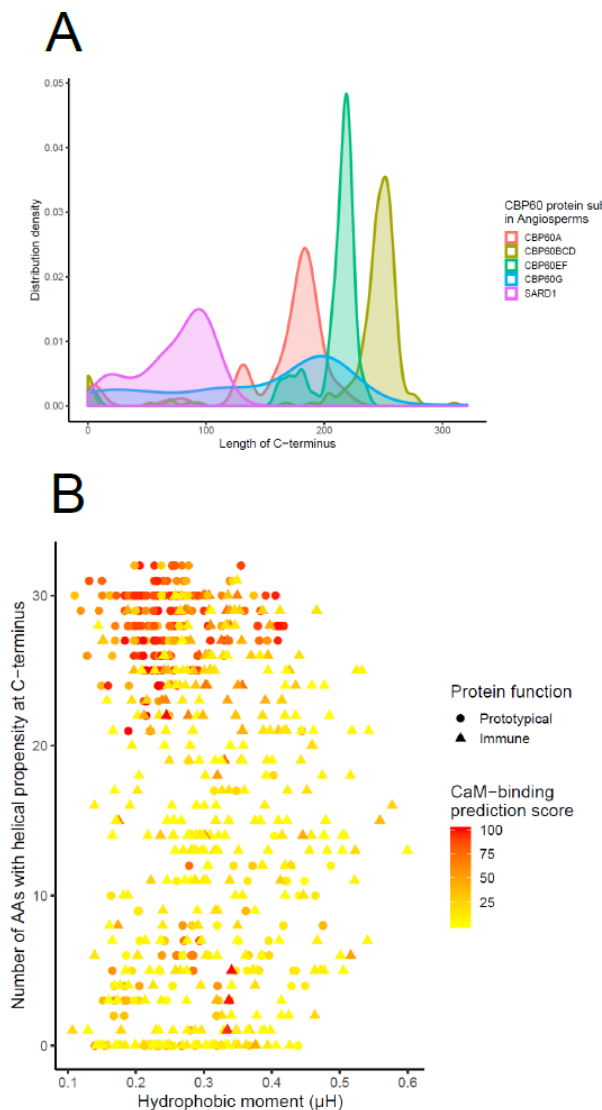 A
0.05
0.04
0.03
0.02
0.01
0.00
Distribution density
0
100
200
300
Length of C−terminus
CBP60 protein sub
in Angiosperms
CBP60A
CBP60BCD
CBP60EF
CBP60G
SARD1
B
30
20
10
0
Number of AAs with helical propensity at C−terminus
0.1
0.2
0.3
0.4
0.5
0.6
Hydrophobic moment (μH)
Protein function
Prototypical
Immune
CaM−binding
prediction score
100
75
50
25